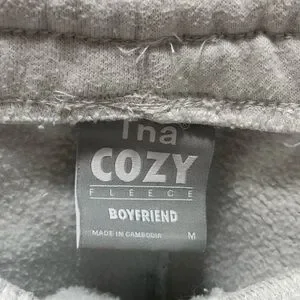 Tna
COZY
FLEECE
BOYFRIEND
MADE IN CAMBODIA M